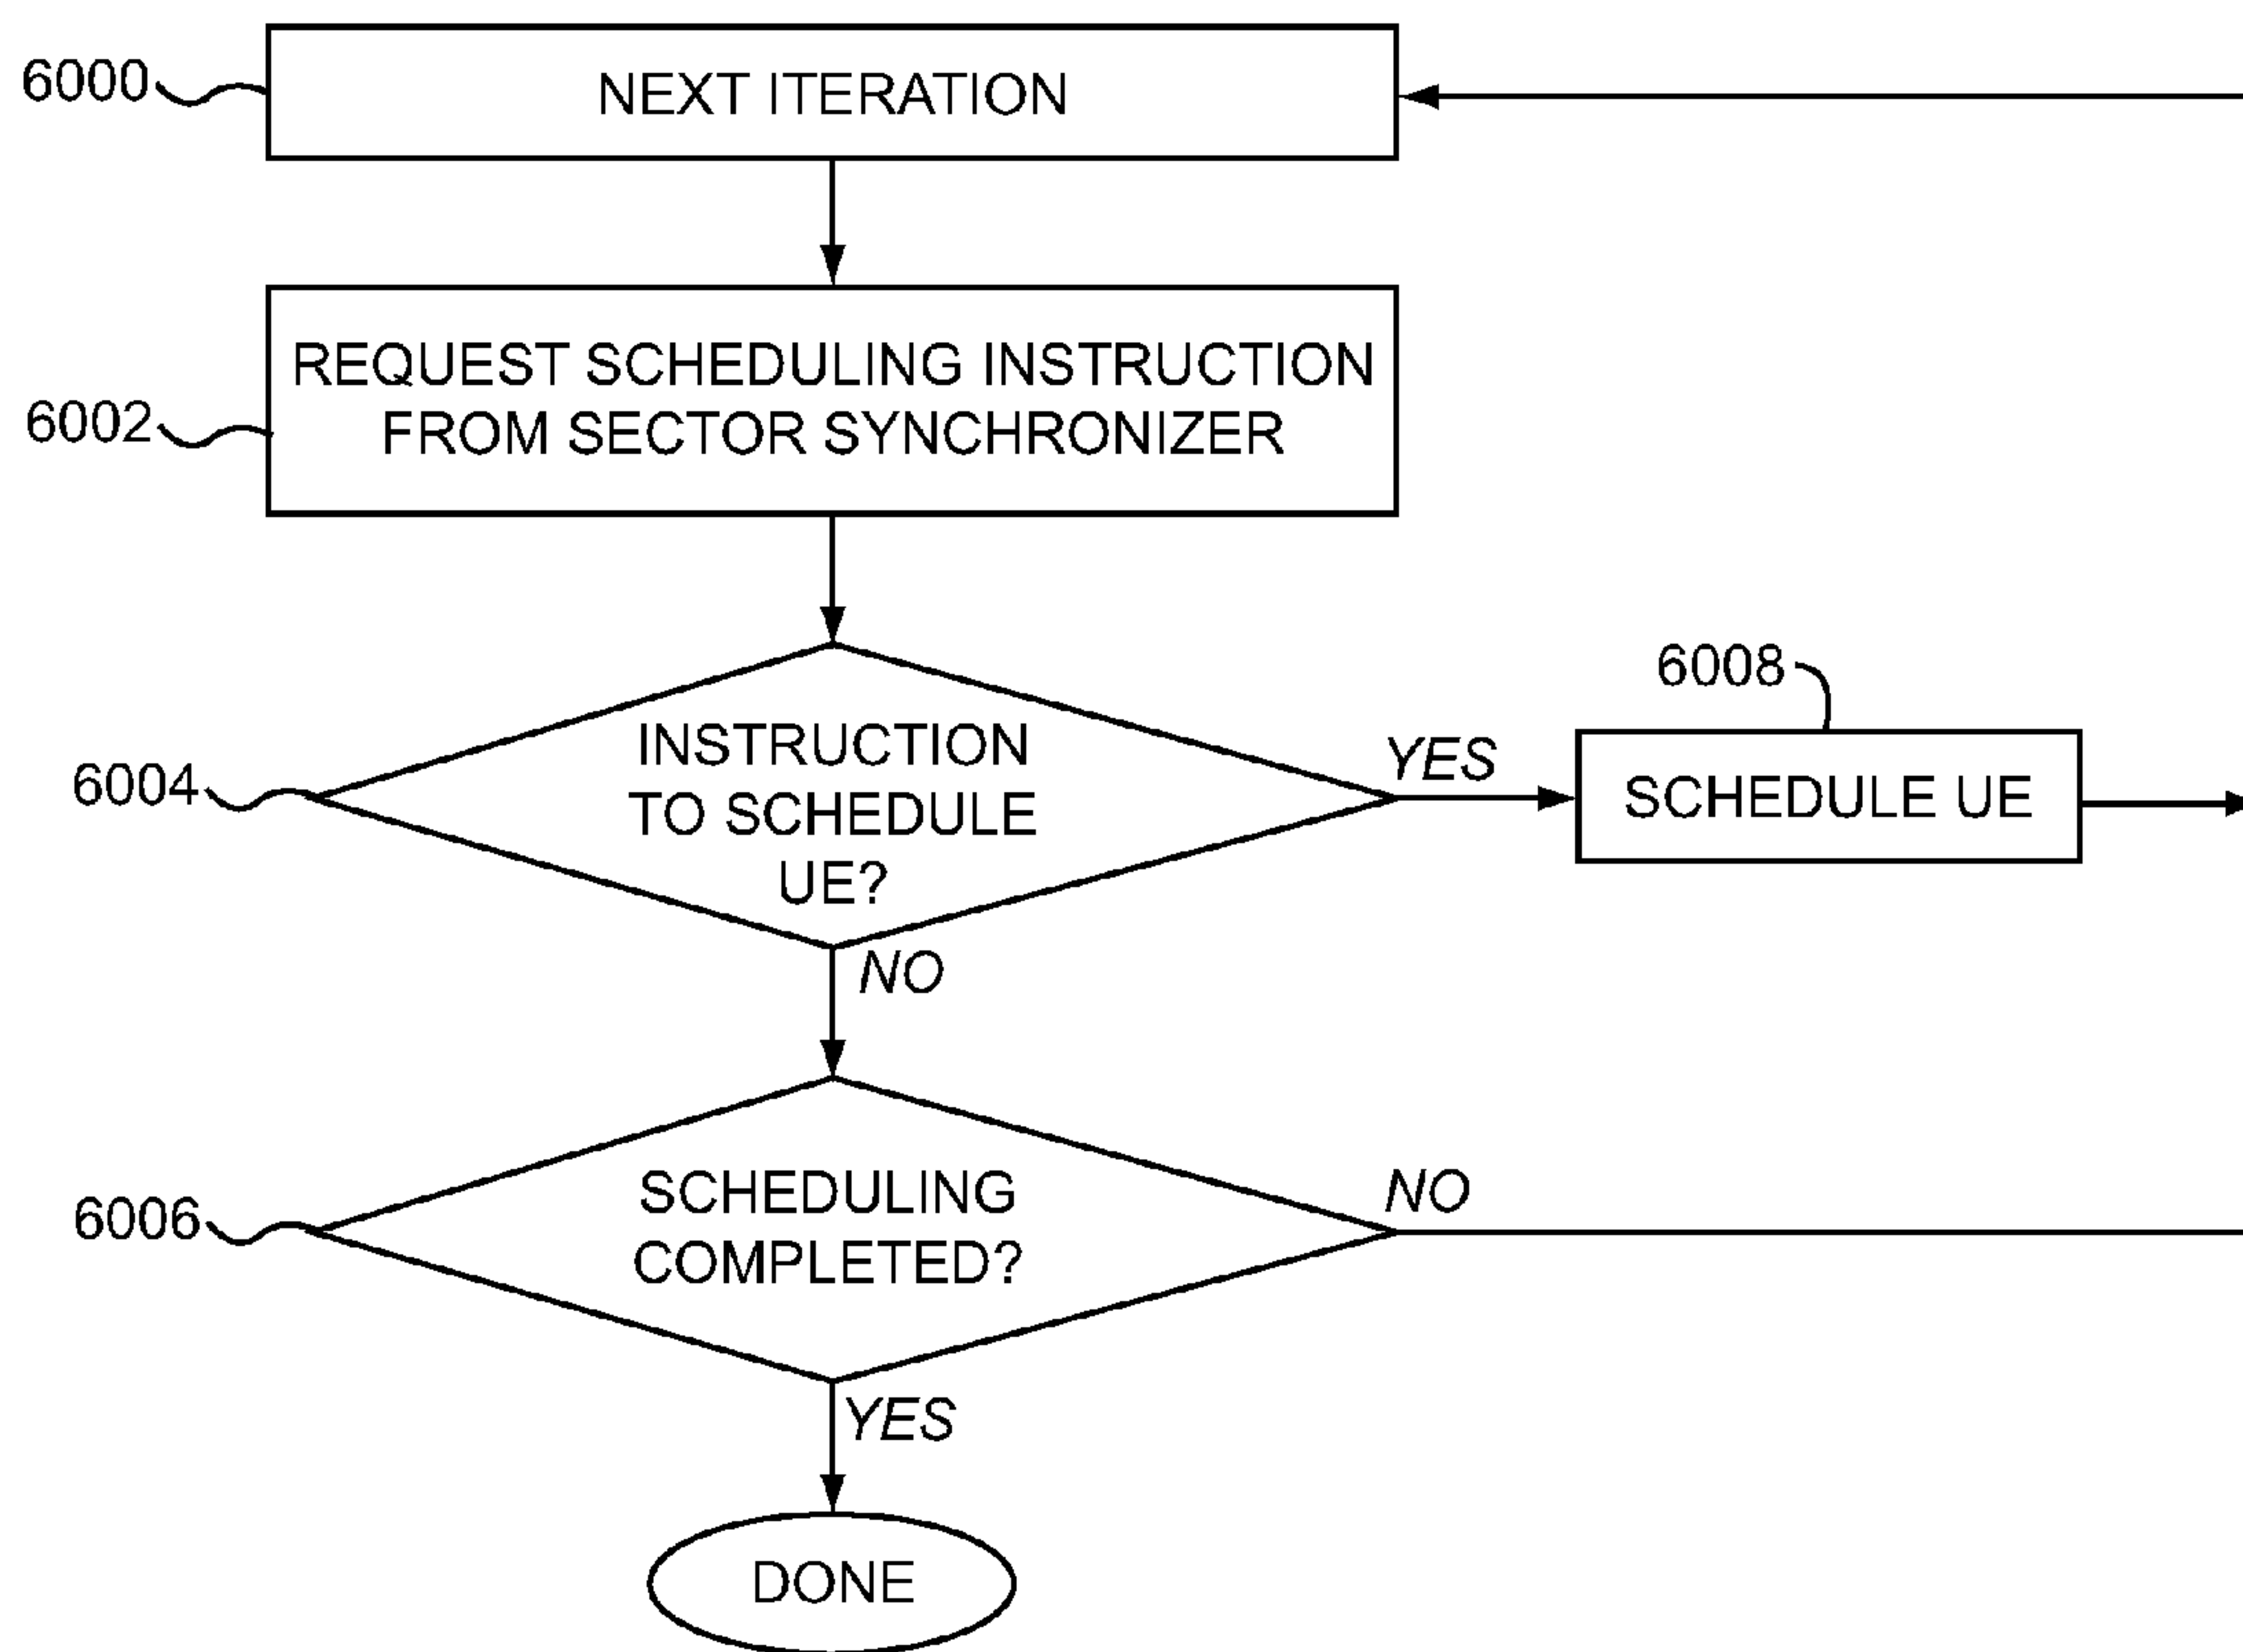 6000
NEXT ITERATION
6002
REQUEST SCHEDULING INSTRUCTION
FROM SECTOR SYNCHRONIZER
6004
INSTRUCTION
TO SCHEDULE
UE?
YES
6008
SCHEDULE UE
NO
6006
SCHEDULING
COMPLETED?
NO
YES
DONE